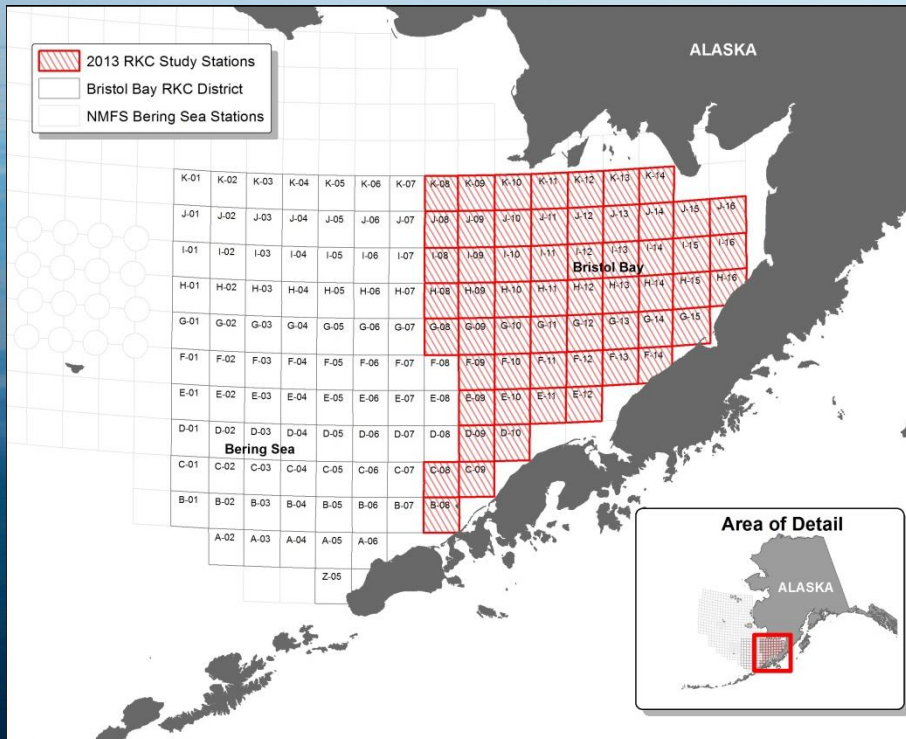 ALASKA
2013 RKC Study Stations
Bristol Bay RKC District
NMFS Bering Sea Stations
K-01 K-02 K-03 K-04 K-05 K-06 K-07 K-08 K-09 K-10 K-11 K-12 K-13 K-14
J-01 J-02 J-03 J-04 J-05 J-06 J-07 J-08 J-09 J-10 J-11 J-12 J-13 J-14 J-15 J-16
I-01 I-02 I-03 I-04 I-05 I-06 I-07 I-08 I-09 I-10 I-11 I-12 I-13 I-14 I-15 I-16
Bristol Bay
H-01 H-02 H-03 H-04 H-05 H-06 H-07 H-08 H-09 H-10 H-11 H-12 H-13 H-14 H-15 H-16
G-01 G-02 G-03 G-04 G-05 G-06 G-07 G-08 G-09 G-10 G-11 G-12 G-13 G-14 G-15
F-01 F-02 F-03 F-04 F-05 F-06 F-07 F-08 F-09 F-10 F-11 F-12 F-13 F-14
E-01 E-02 E-03 E-04 E-05 E-06 E-07 E-08 E-09 E-10 E-11 E-12
D-01 D-02 D-03 D-04 D-05 D-06 D-07 D-08 D-09 D-10
Bering Sea
C-01 C-02 C-03 C-04 C-05 C-06 C-07 C-08 C-09
B-01 B-02 B-03 B-04 B-05 B-06 B-07 B-08
A-02 A-03 A-04 A-05 A-06
Z-05
Area of Detail
ALASKA